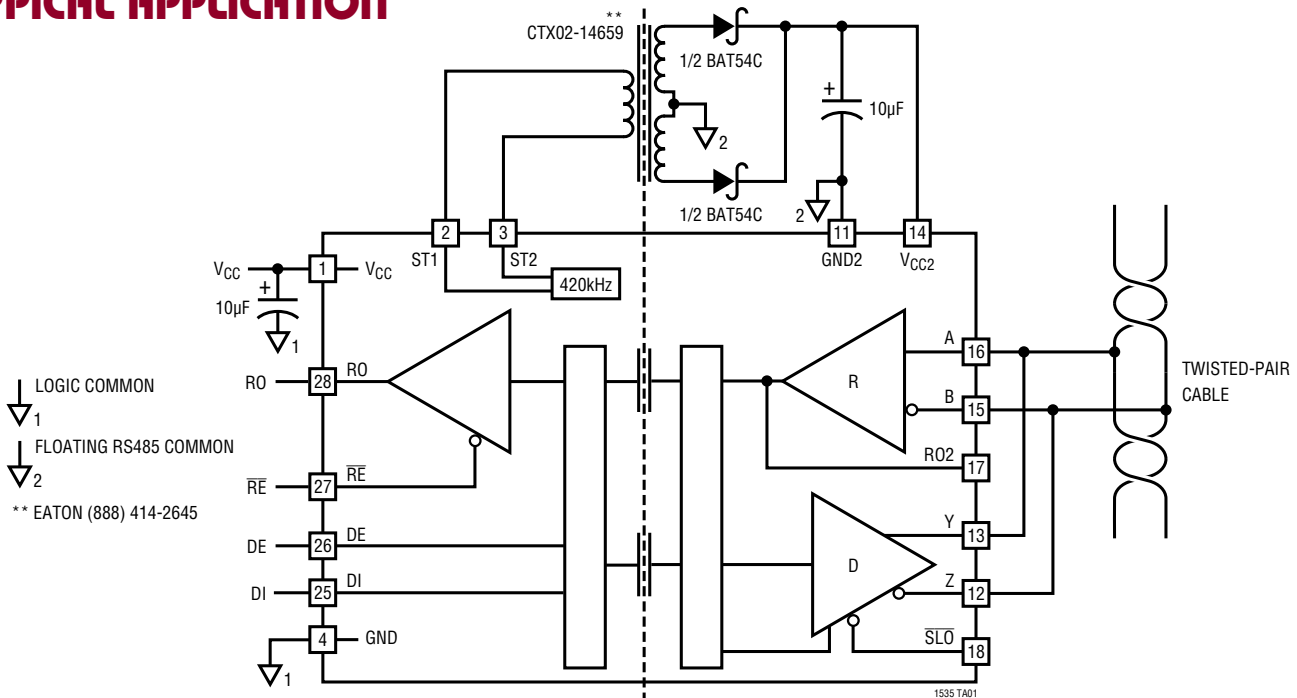 TYPICAL APPLICATION
**
CTX02-14659
1/2 BAT54C
+
10µF
2
1/2 BAT54C
2
2
3
11
14
ST1
ST2
GND2
VCC2
420kHz
VCC
1
VCC
+
10µF
1
A
16
R
B
15
TWISTED-PAIR
CABLE
RO
28
RO
LOGIC COMMON
1
FLOATING RS485 COMMON
2
RO2
17
RE
27
RE
** EATON (888) 414-2645
Y
13
DE
26
DE
D
DI
25
DI
Z
12
4
GND
1
SLO
18
1535 TA01